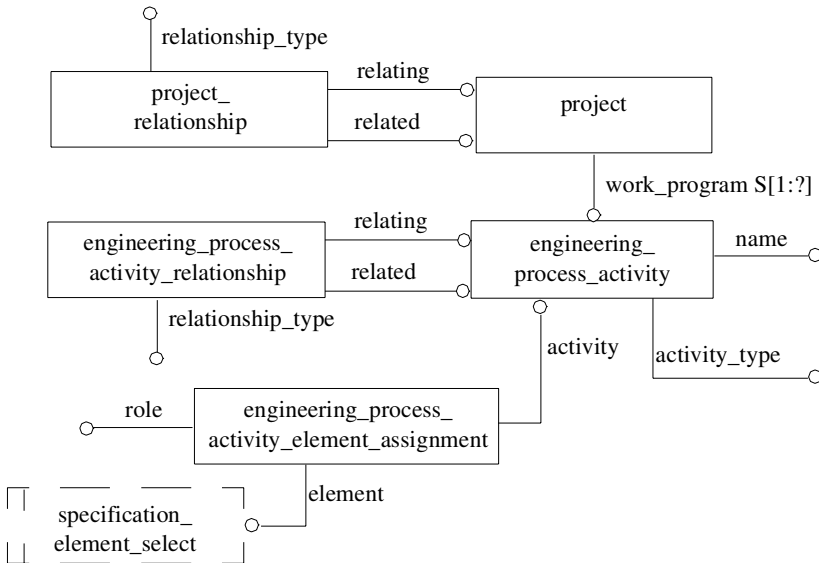 relationship_type
relating
project_
relationship
project
related
work_program S[1:?]
relating
engineering_process_
activity_relationship
engineering_
process_activity
name
related
relationship_type
activity
activity_type
role
engineering_process_
activity_element_assignment
element
specification_
element_select